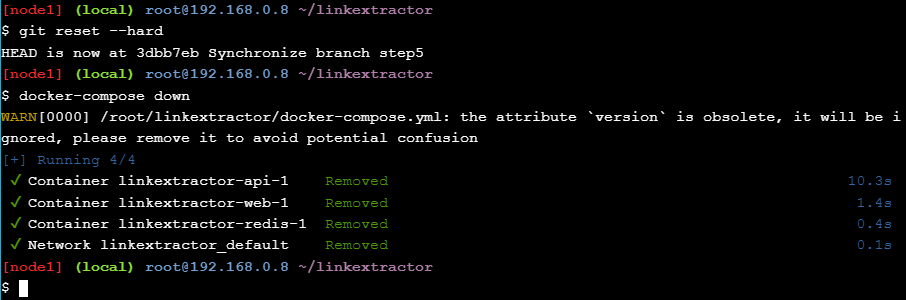 [node1] (local) root@192.168.0.8 ~/linkextractor
$ git reset --hard
HEAD is now at 3dbb7eb Synchronize branch step5
[node1] (local) root@192.168.0.8 ~/linkextractor
$ docker-compose down
WARN[0000] /root/linkextractor/docker-compose.yml: the attribute `version` is obsolete, it will be i
gnored, please remove it to avoid potential confusion
[+] Running 4/4
✓ Container linkextractor-api-1 Removed 10.3s
✓ Container linkextractor-web-1 Removed 1.4s
✓ Container linkextractor-redis-1 Removed 0.4s
✓ Network linkextractor_default Removed 0.1s
[node1] (local) root@192.168.0.8 ~/linkextractor
$